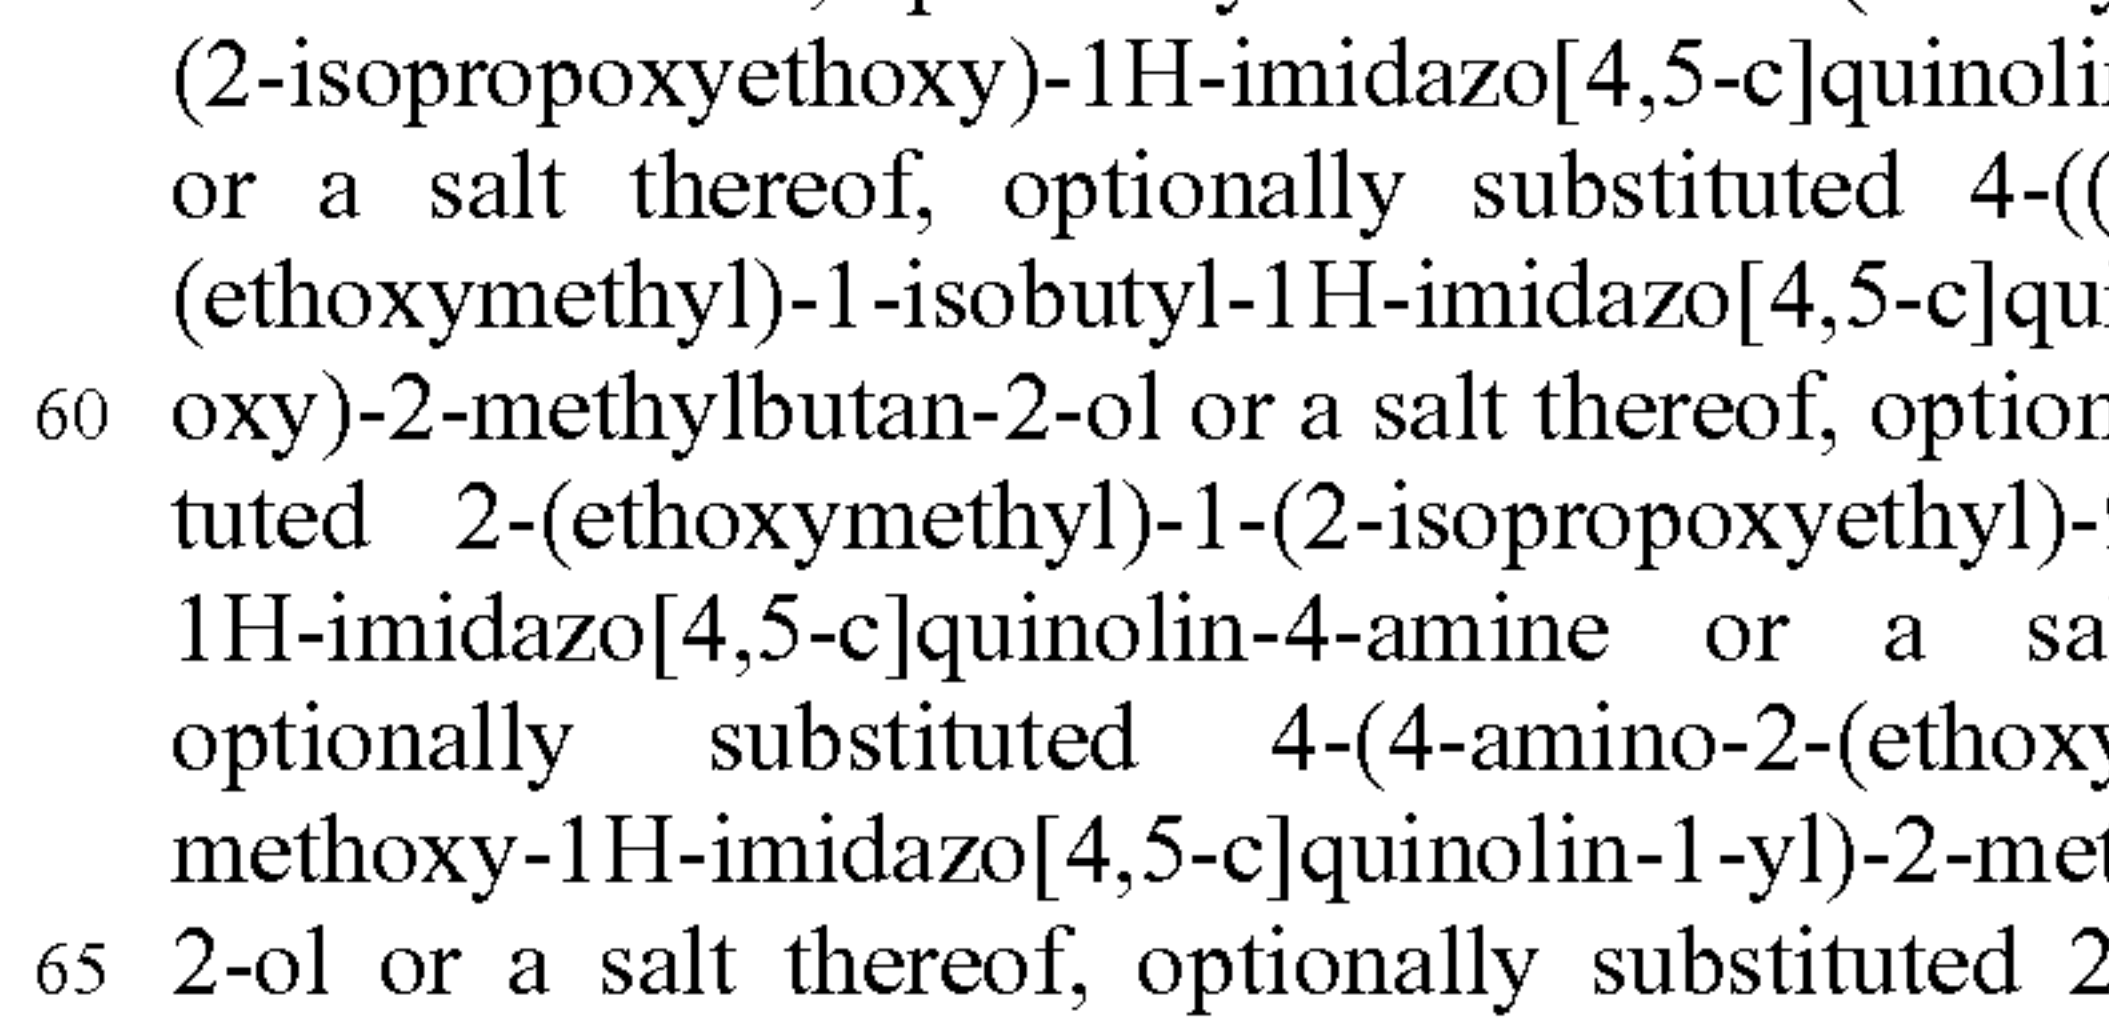 (2-isopropoxyethoxy)-1H-imidazo[4,5-c]quinoli
or a salt thereof, optionally substituted 4-((
(ethoxymethyl)-1-isobutyl-1H-imidazo[4,5-c]qui
60 oxy)-2-methylbutan-2-ol or a salt thereof, option
tuted 2-(ethoxymethyl)-1-(2-isopropoxyethyl)-
1H-imidazo[4,5-c]quinolin-4-amine or a sa
optionally substituted 4-(4-amino-2-(ethoxy
methoxy-1H-imidazo[4,5-c]quinolin-1-yl)-2-met
65 2-ol or a salt thereof, optionally substituted 2